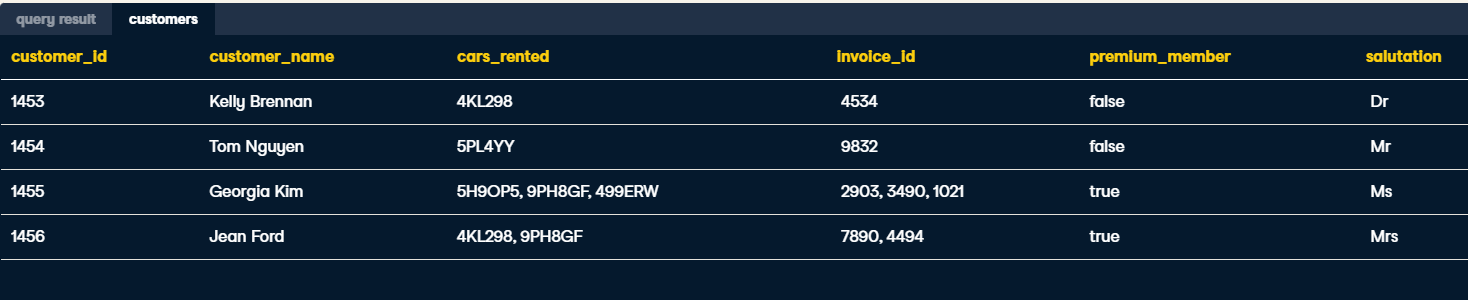 query result customers
customer_id customer_name cars_rented invoice_id premium_member salutation
1453 Kelly Brennan 4KL298 4534 false Dr
1454 Tom Nguyen 5PL4YY 9832 false Mr
1455 Georgia Kim 5H9OP5, 9PH8GF, 499ERW 2903, 3490, 1021 true Ms
1456 Jean Ford 4KL298, 9PH8GF 7890, 4494 true Mrs